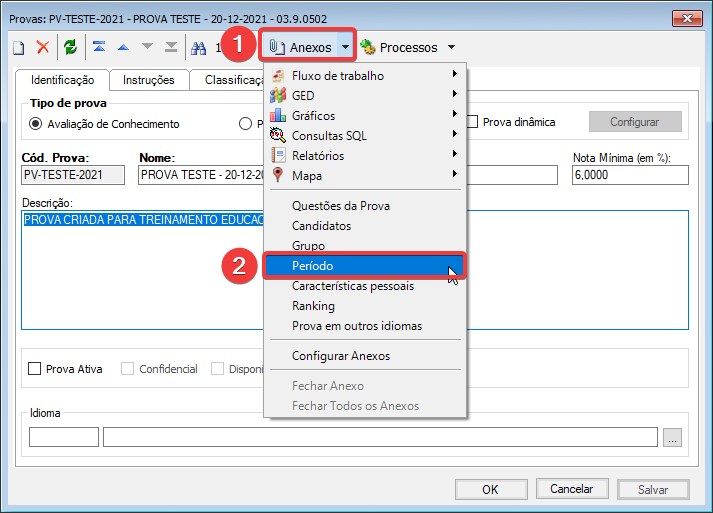 Provas: PV-TESTE-2021 - PROVA TESTE - 20-12-2021 - 03.9.0502
1 Anexos Processos
Identificação Instruções Classificação
Tipo de prova
Avaliação de Conhecimento P Prova dinâmica Configurar
Cód. Prova: Nome: Nota Mínima (em %):
PV-TESTE-2021 PROVA TESTE - 20-12-20 6,0000
Descrição:
PROVA CRIADA PARA TREINAMENTO EDUCAC
Fluxo de trabalho
GED
Gráficos
Consultas SQL
Relatórios
Mapa
Questões da Prova
Candidatos
Grupo
2 Período
Características pessoais
Ranking
Prova em outros idiomas
Configurar Anexos
Fechar Anexo
Fechar Todos os Anexos
Prova Ativa Confidencial Disponí
Idioma
...
OK Cancelar Salvar